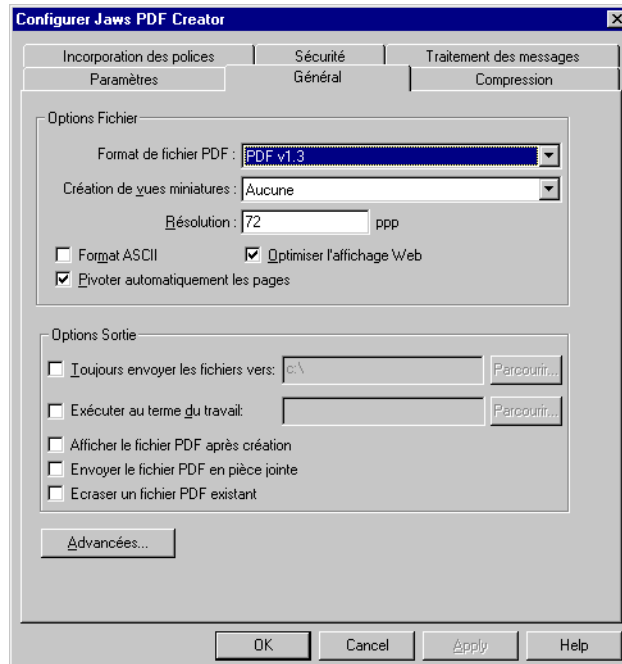 Configurer Jaws PDF Creator
Incorporation des polices Sécurité Traitement des messages
Paramètres Général Compression
Options Fichier
Format de fichier PDF : PDF v1.3
Création de vues miniatures : Aucune
Résolution : 72 ppp
Format ASCII Optimiser l'affichage Web
Pivoter automatiquement les pages
Options Sortie
Toujours envoyer les fichiers vers: c:\ Parcourir...
Exécuter au terme du travail: Parcourir...
Afficher le fichier PDF après création
Envoyer le fichier PDF en pièce jointe
Ecraser un fichier PDF existant
Advancées...
OK Cancel Apply Help